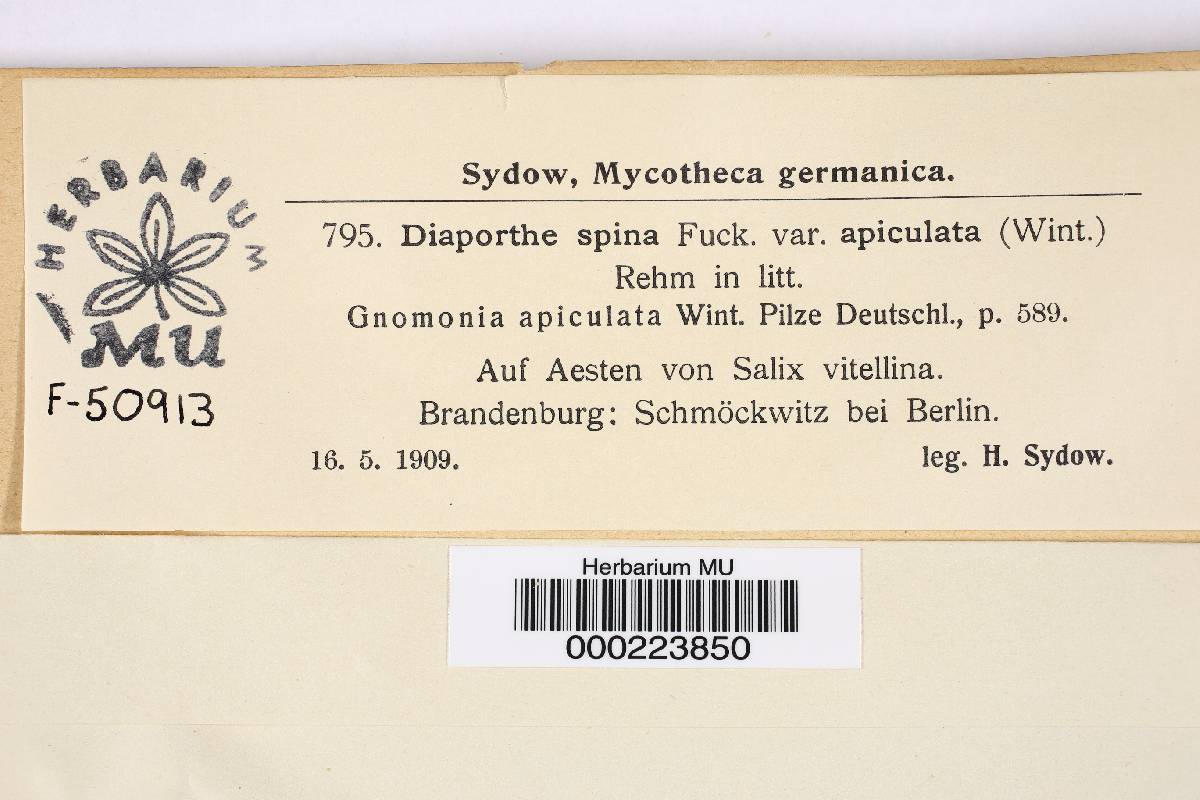 HERBARIUM
MU
F-50913
Sydow, Mycotheca germanica.
795. Diaporthe spina Fuck. var. apiculata (Wint.)
Rehm in litt.
Gnomonia apiculata Wint. Pilze Deutschl., p. 589.
Auf Aesten von Salix vitellina.
Brandenburg: Schmöckwitz bei Berlin.
16. 5. 1909. leg. H. Sydow.
Herbarium MU
000223850